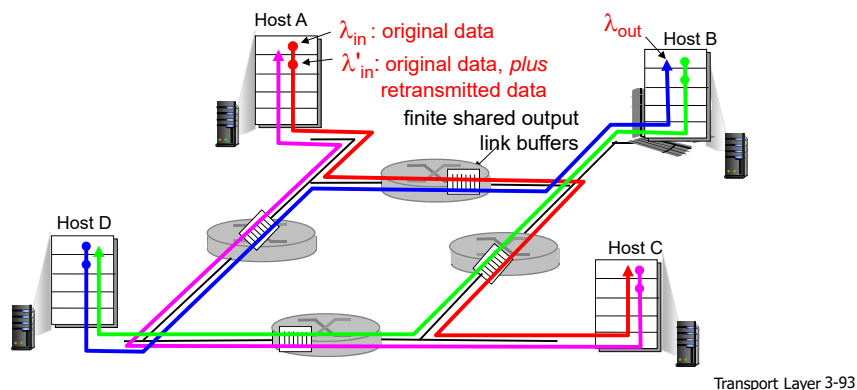 Host A
λin : original data
λ'in: original data, plus
retransmitted data
finite shared output
link buffers
λout
Host B
Host D
Host C
Transport Layer 3-93